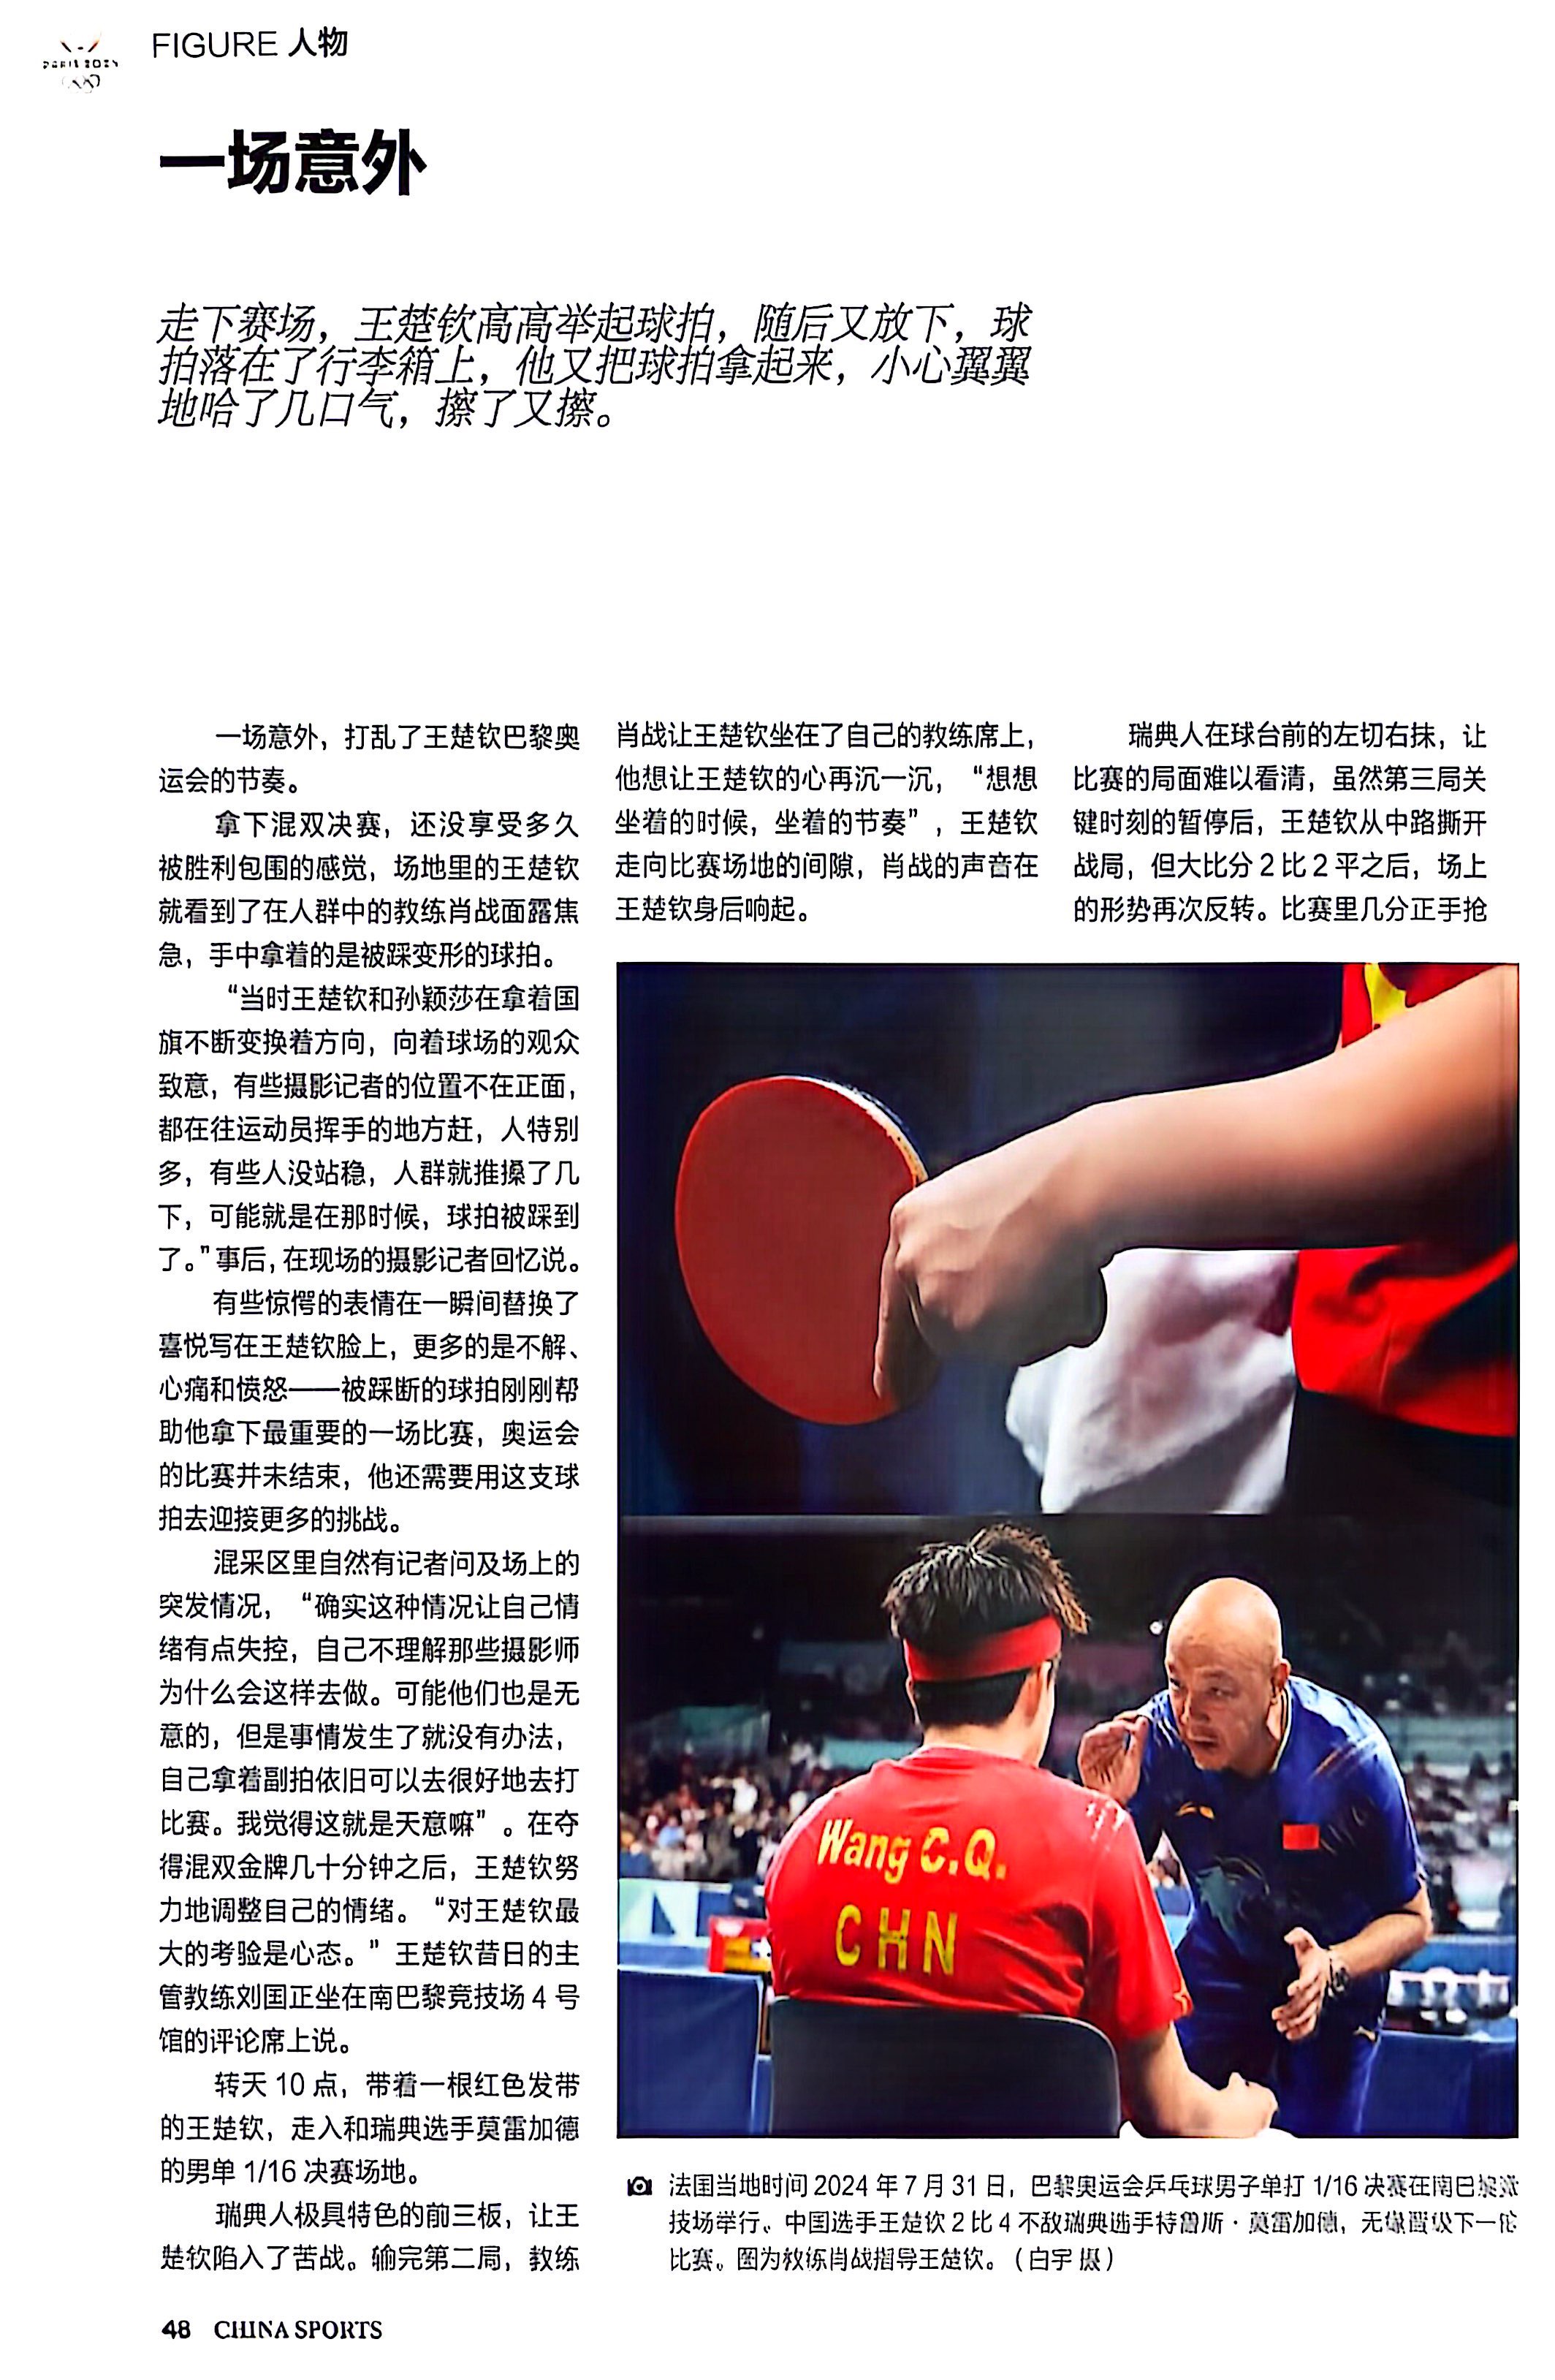 PARIS 2024
FIGURE 人物
一场意外
走下赛场，王楚钦高高举起球拍，随后又放下，球
拍落在了行李箱上，他又把球拍拿起来，小心翼翼
地哈了几口气，擦了又擦。
一场意外，打乱了王楚钦巴黎奥
运会的节奏。
拿下混双决赛，还没享受多久
被胜利包围的感觉，场地里的王楚钦
就看到了在人群中的教练肖战面露焦
急，手中拿着的是被踩变形的球拍。
“当时王楚钦和孙颖莎在拿着国
旗不断变换着方向，向着球场的观众
致意，有些摄影记者的位置不在正面，
都在往运动员挥手的地方赶，人特别
多，有些人没站稳，人群就推搡了几
下，可能就是在那时候，球拍被踩到
了。”事后，在现场的摄影记者回忆说。
有些惊愕的表情在一瞬间替换了
喜悦写在王楚钦脸上，更多的是不解、
心痛和愤怒——被踩断的球拍刚刚帮
助他拿下最重要的一场比赛，奥运会
的比赛并未结束，他还需要用这支球
拍去迎接更多的挑战。
混采区里自然有记者问及场上的
突发情况，“确实这种情况让自己情
绪有点失控，自己不理解那些摄影师
为什么会这样去做。可能他们也是无
意的，但是事情发生了就没有办法，
自己拿着副拍依旧可以去很好地去打
比赛。我觉得这就是天意嘛”。在夺
得混双金牌几十分钟之后，王楚钦努
力地调整自己的情绪。“对王楚钦最
大的考验是心态。”王楚钦昔日的主
管教练刘国正坐在南巴黎竞技场 4 号
馆的评论席上说。
转天 10 点，带着一根红色发带
的王楚钦，走入和瑞典选手莫雷加德
的男单 1/16 决赛场地。
瑞典人极具特色的前三板，让王
楚钦陷入了苦战。输完第二局，教练
肖战让王楚钦坐在了自己的教练席上，
他想让王楚钦的心再沉一沉，“想想
坐着的时候，坐着的节奏”，王楚钦
走向比赛场地的间隙，肖战的声音在
王楚钦身后响起。
瑞典人在球台前的左切右抹，让
比赛的局面难以看清，虽然第三局关
键时刻的暂停后，王楚钦从中路撕开
战局，但大比分 2 比 2 平之后，场上
的形势再次反转。比赛里几分正手抢
Wang C.Q.
CHN
法国当地时间 2024 年 7 月 31 日，巴黎奥运会乒乓球男子单打 1/16 决赛在南巴黎竞
技场举行。中国选手王楚钦 2 比 4 不敌瑞典选手特鲁斯·莫雷加德，无缘晋级下一轮
比赛。图为教练肖战指导王楚钦。（白宇 摄）
48 CHINA SPORTS